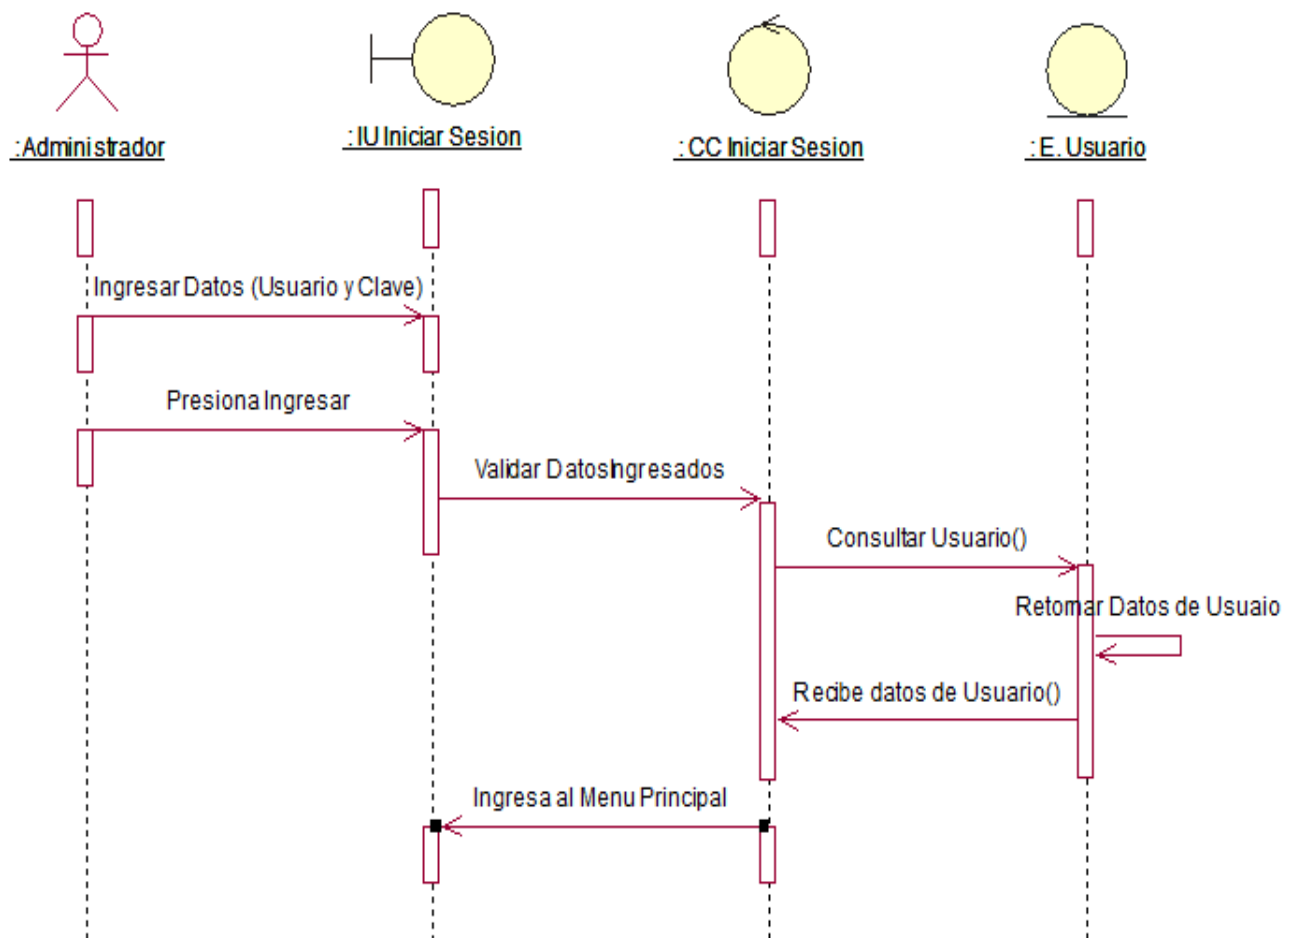 :Administrador
: IU Iniciar Sesion
: CC Iniciar Sesion
: E. Usuario
Ingresar Datos (Usuario y Clave)
Presiona Ingresar
Validar DatosIngresados
Consultar Usuario()
Retornar Datos de Usuaio
Recibe datos de Usuario()
Ingresa al Menu Principal